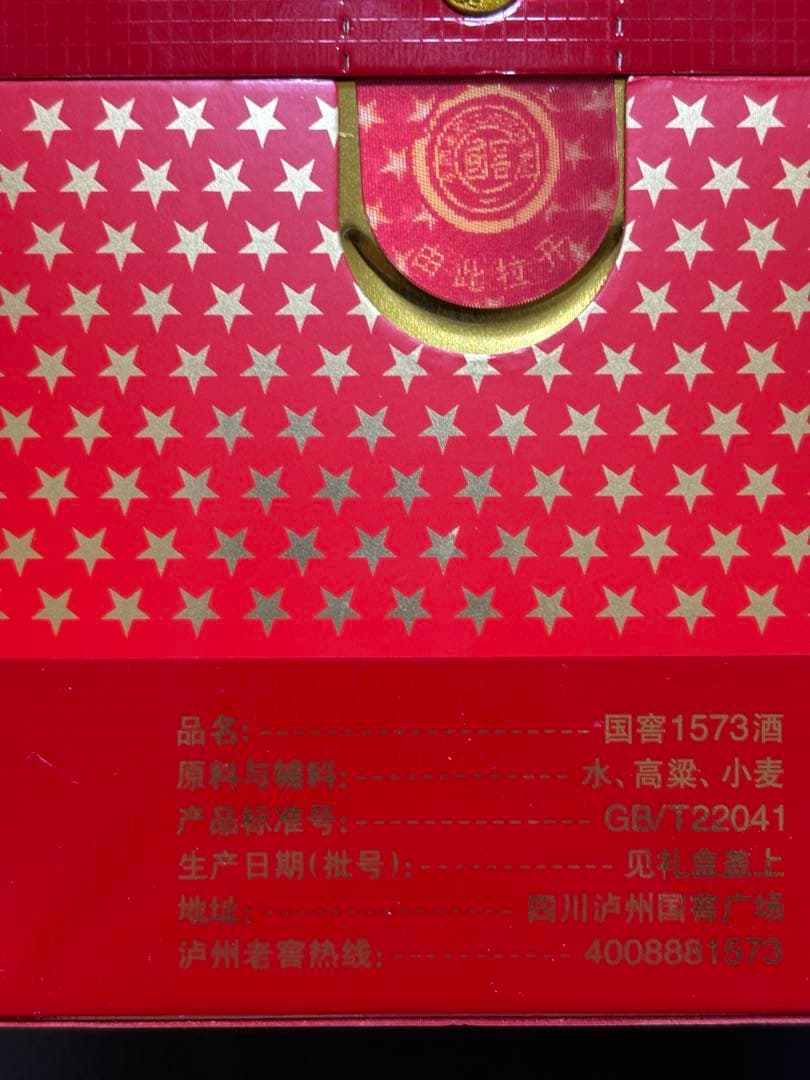 国窖
由此拉开
品名:国窖1573酒
原料与辅料:水、高粱、小麦
产品标准号:GB/T22041
生产日期(批号):见礼盒盖上
地址:四川泸州国窖广场
泸州老窖热线:4008881573